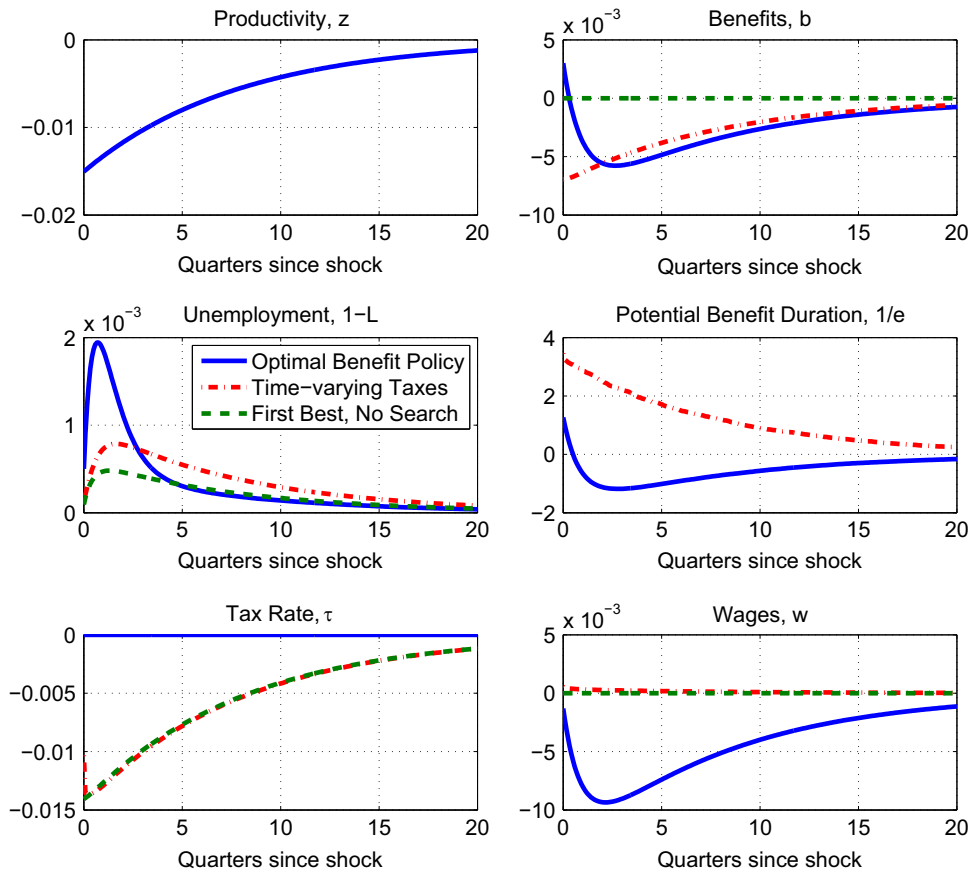 Productivity, z
0
−0.01
−0.02
0 5 10 15 20
Quarters since shock
Benefits, b
x 10⁻³
5
0
−5
−10
0 5 10 15 20
Quarters since shock
Unemployment, 1−L
x 10⁻³
2
1
0
0 5 10 15 20
Quarters since shock
Optimal Benefit Policy
Time−varying Taxes
First Best, No Search
Potential Benefit Duration, 1/e
4
2
0
−2
0 5 10 15 20
Quarters since shock
Tax Rate, τ
0
−0.005
−0.01
−0.015
0 5 10 15 20
Quarters since shock
Wages, w
x 10⁻³
5
0
−5
−10
0 5 10 15 20
Quarters since shock